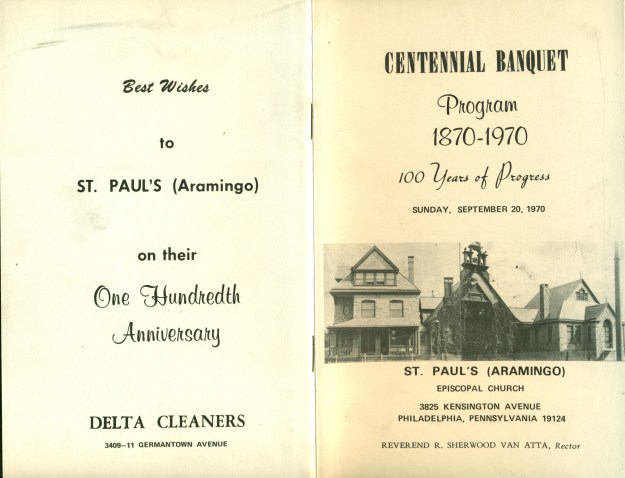 Best Wishes
to
ST. PAUL'S (Aramingo)
on their
One Hundredth
Anniversary
DELTA CLEANERS
3409-11 GERMANTOWN AVENUE
CENTENNIAL BANQUET
Program
1870-1970
100 Years of Progress
SUNDAY, SEPTEMBER 20, 1970
ST. PAUL'S (ARAMINGO)
EPISCOPAL CHURCH
3825 KENSINGTON AVENUE
PHILADELPHIA, PENNSYLVANIA 19124
REVEREND R. SHERWOOD VAN ATTA, Rector